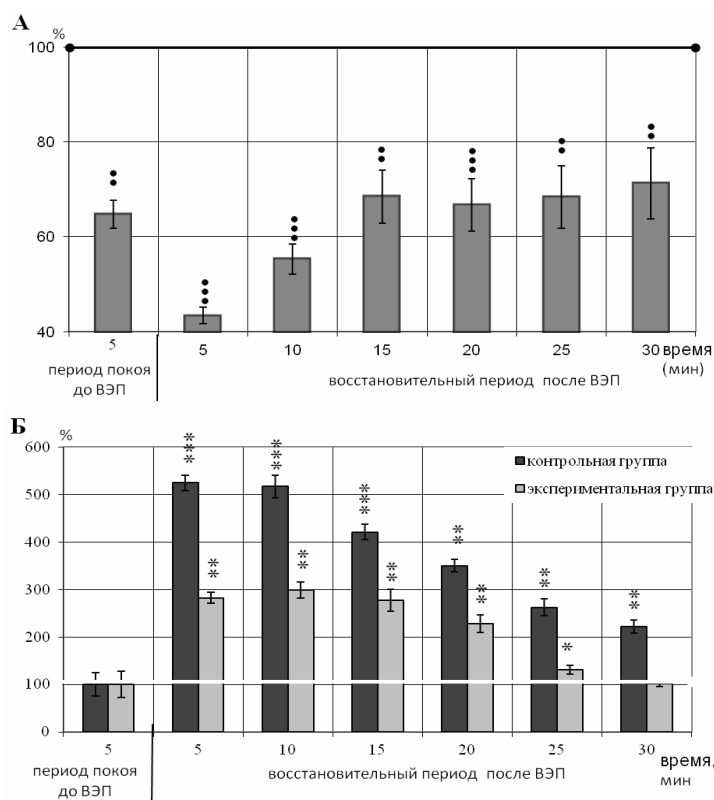 А
%
100
80
60
40
5 5 10 15 20 25 30 время
(мин)
период покоя
до ВЭП
восстановительный период после ВЭП
Б
%
600
500
400
300
200
100
0
контрольная группа
экспериментальная группа
*** *** *** ** ** **
** ** ** ** *
5 5 10 15 20 25 30 время,
мин
период покоя
до ВЭП
восстановительный период после ВЭП